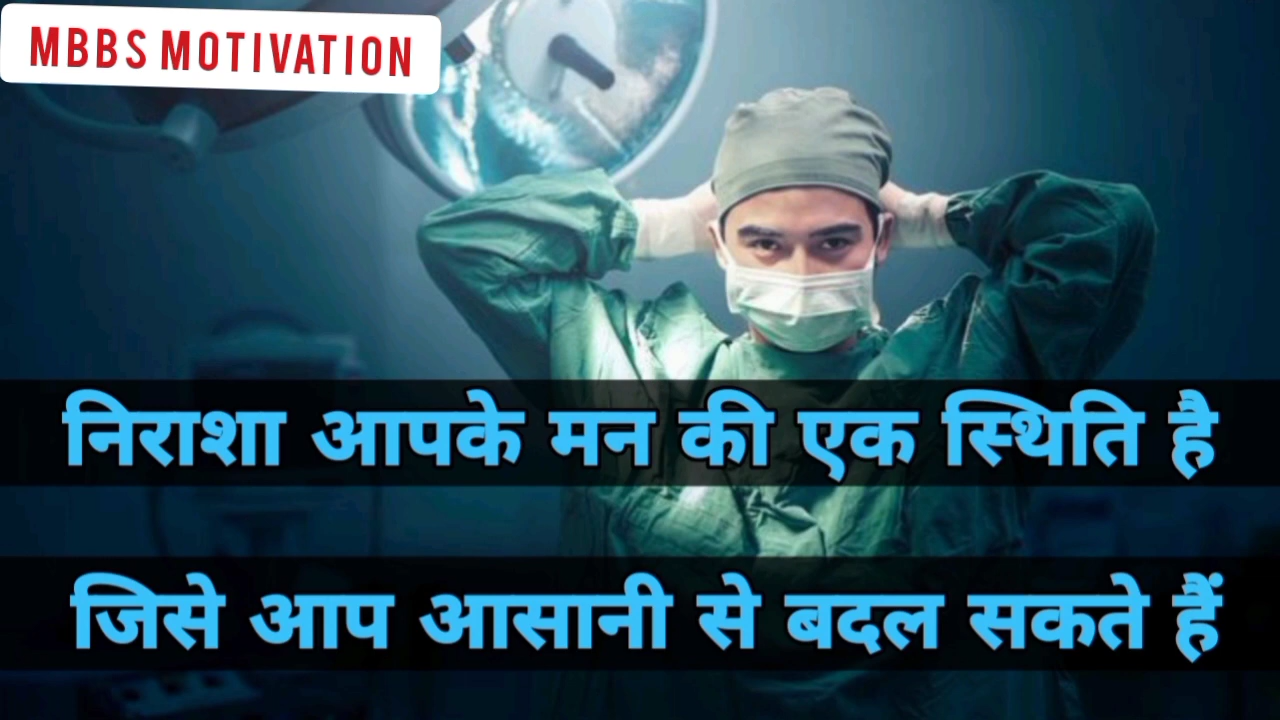 MBBS MOTIVATION
निराशा आपके मन की एक स्थिति है
जिसे आप आसानी से बदल सकते हैं